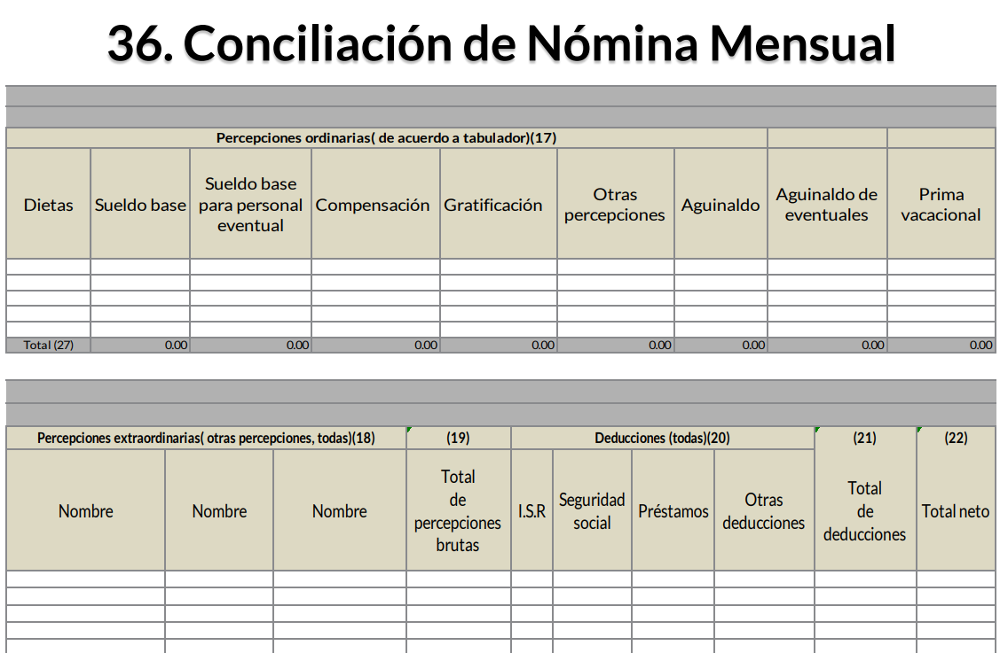 36. Conciliación de Nómina Mensual
Percepciones ordinarias( de acuerdo a tabulador)(17)
Dietas
Sueldo base
Sueldo base
para personal
eventual
Compensación
Gratificación
Otras
percepciones
Aguinaldo
Aguinaldo de
eventuales
Prima
vacacional
Total (27) 0.00 0.00 0.00 0.00 0.00 0.00 0.00 0.00
Percepciones extraordinarias( otras percepciones, todas)(18) (19) Deducciones (todas)(20) (21) (22)
Nombre
Nombre
Nombre
Total
de
percepciones
brutas
I.S.R
Seguridad
social
Préstamos
Otras
deducciones
Total
de
deducciones
Total neto